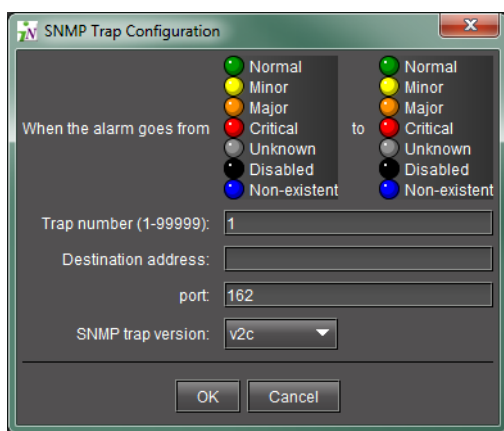 iN SNMP Trap Configuration
When the alarm goes from
Normal
Minor
Major
Critical
Unknown
Disabled
Non-existent
to
Normal
Minor
Major
Critical
Unknown
Disabled
Non-existent
Trap number (1-99999): 1
Destination address:
port: 162
SNMP trap version: v2c
OK Cancel